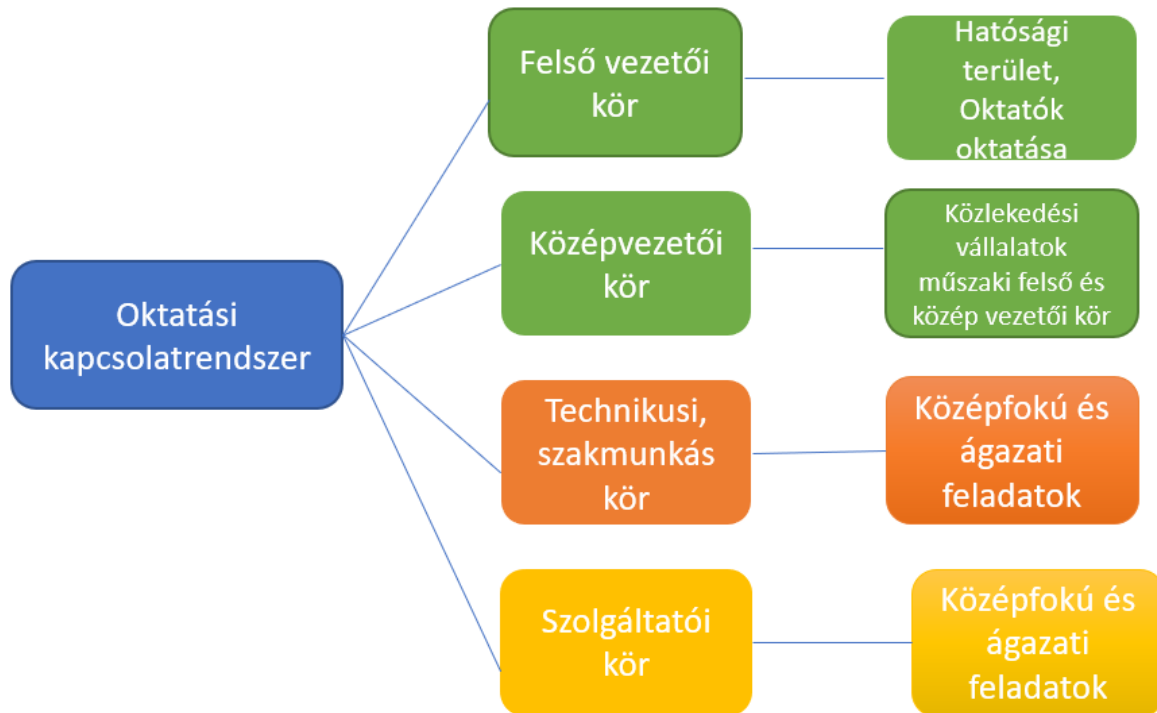 Oktatási
kapcsolatrendszer
Felső vezetői
kör
Hatósági
terület,
Oktatók
oktatása
Középvezetői
kör
Közlekedési
vállalatok
műszaki felső és
közép vezetői kör
Technikusi,
szakmunkás
kör
Középfokú és
ágazati
feladatok
Szolgáltatói
kör
Középfokú és
ágazati
feladatok